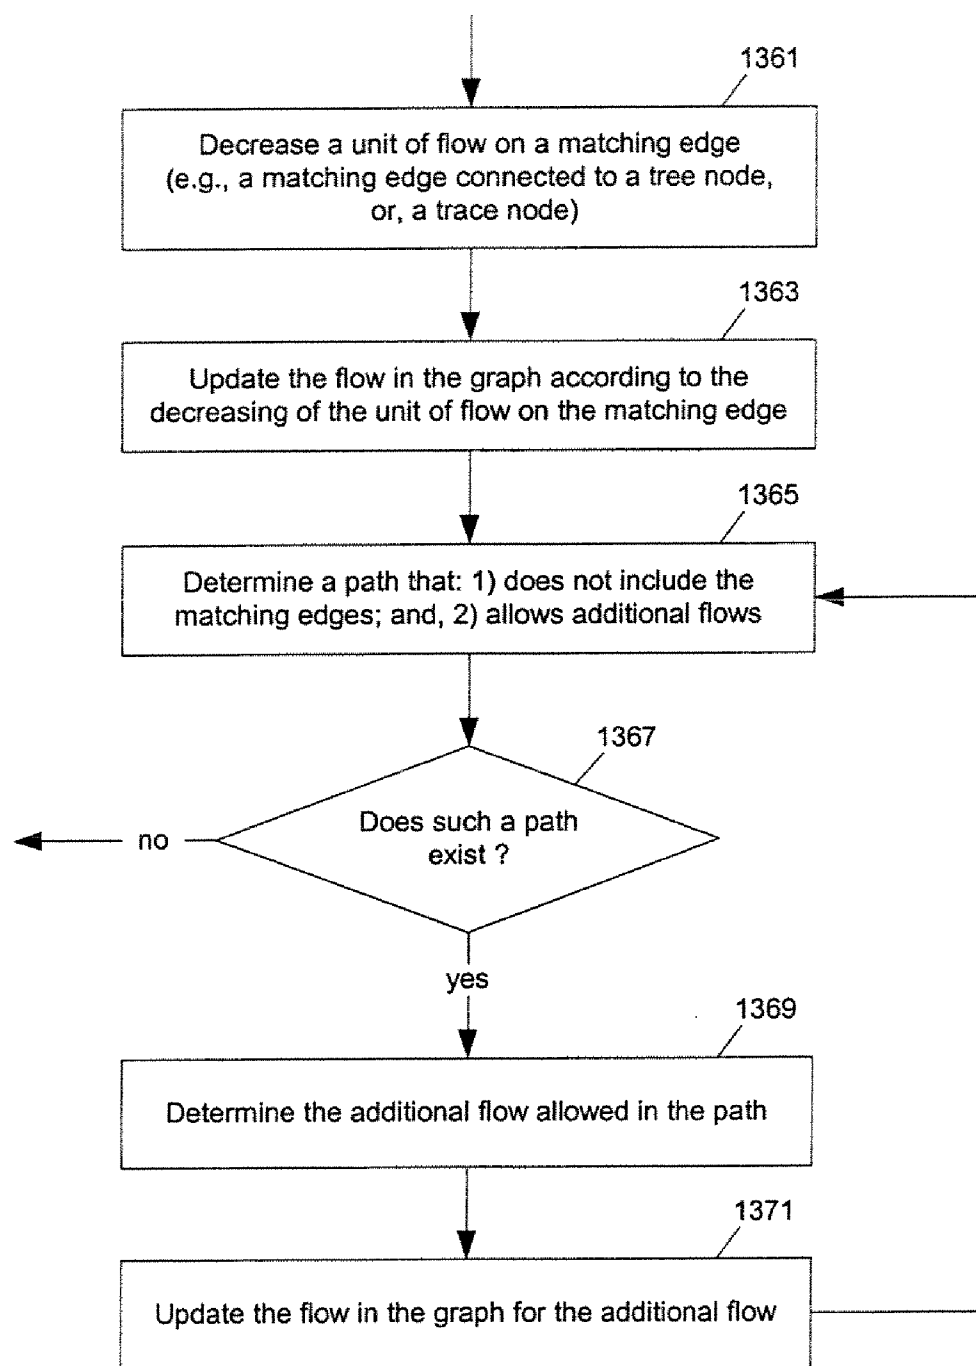 1361
Decrease a unit of flow on a matching edge
(e.g., a matching edge connected to a tree node,
or, a trace node)
1363
Update the flow in the graph according to the
decreasing of the unit of flow on the matching edge
1365
Determine a path that: 1) does not include the
matching edges; and, 2) allows additional flows
1367
Does such a path
exist ?
no
yes
1369
Determine the additional flow allowed in the path
1371
Update the flow in the graph for the additional flow